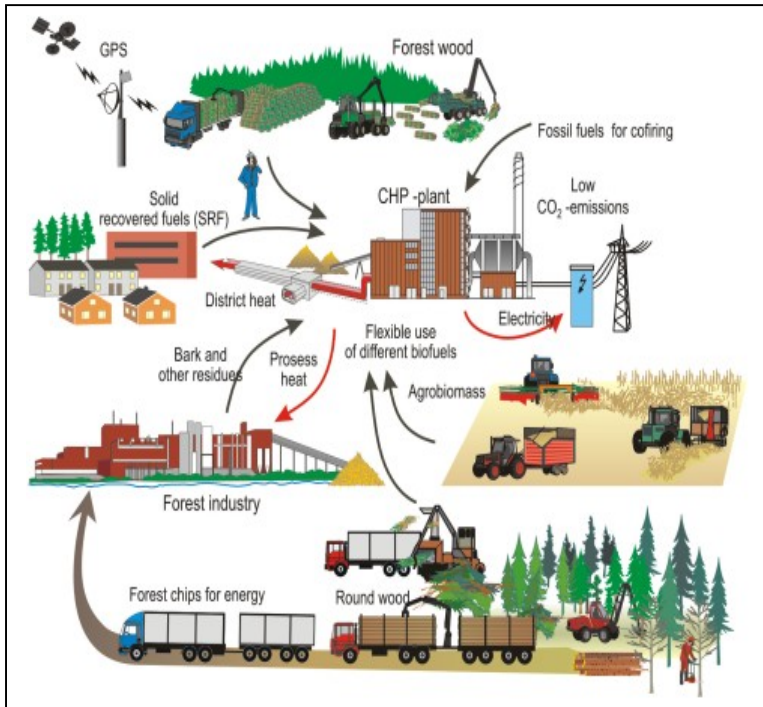 GPS
Forest wood
Fossil fuels for cofiring
Solid
recovered fuels (SRF)
CHP -plant
Low
CO₂ -emissions
District heat
Electricity
Flexible use
of different biofuels
Bark and
other residues
Prosess
heat
Agrobiomass
Forest industry
Forest chips for energy
Round wood